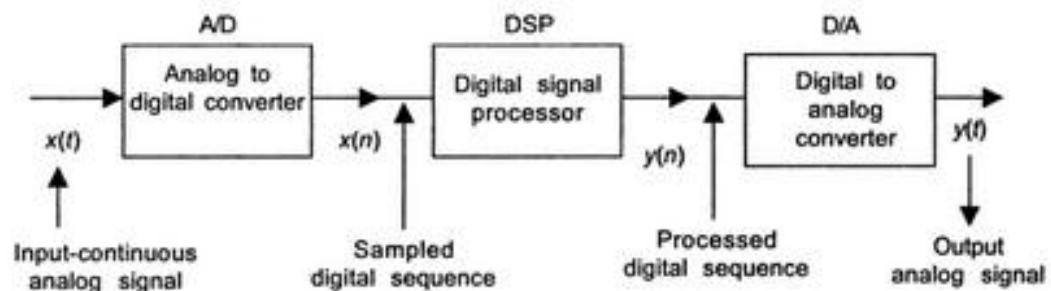 A/D
DSP
D/A
Analog to
digital converter
Digital signal
processor
Digital to
analog
converter
x(t)
x(n)
y(n)
y(t)
Input-continuous
analog signal
Sampled
digital sequence
Processed
digital sequence
Output
analog signal